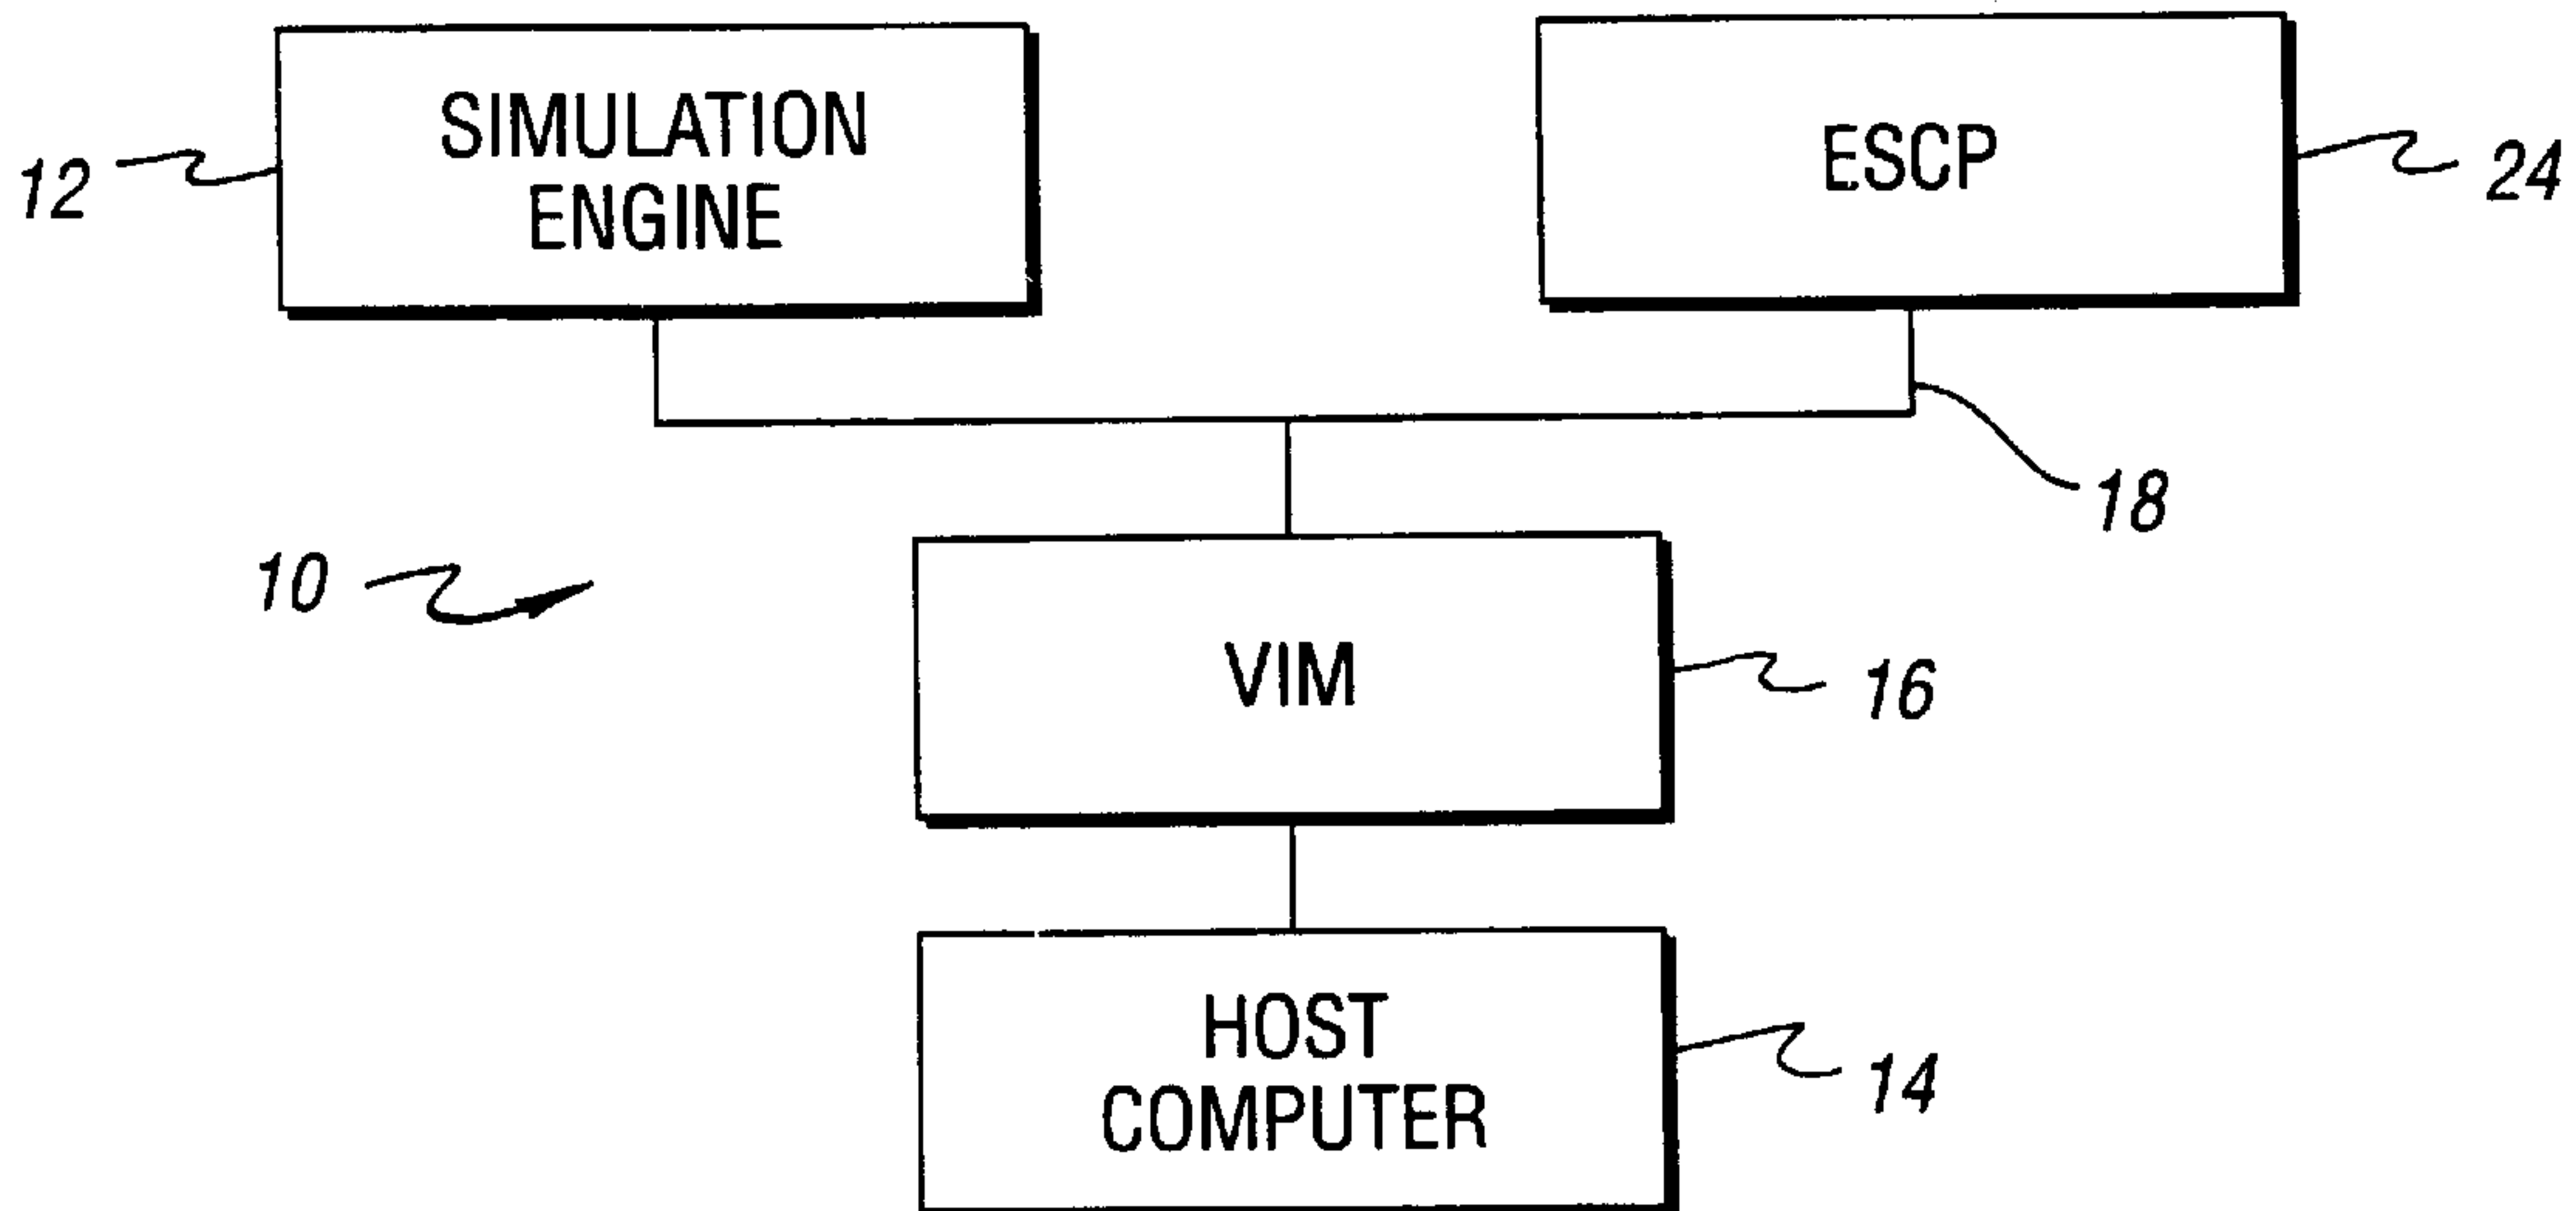 SIMULATION
ENGINE
12
ESCP
24
18
10
VIM
16
HOST
COMPUTER
14